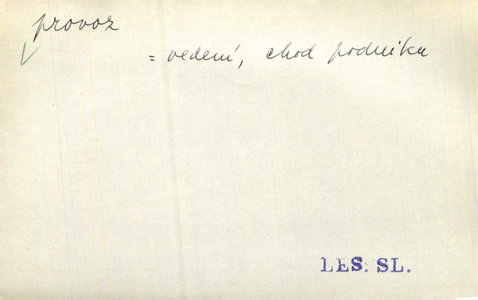 provoz
= vedení, chod podniku
LES. SL.